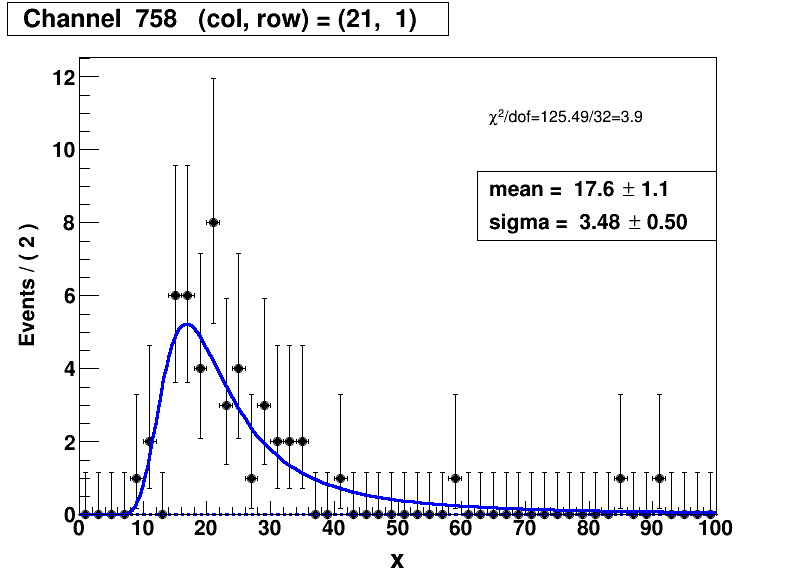 Channel 758 (col, row) = (21, 1)
χ²/dof=125.49/32=3.9
mean = 17.6 ± 1.1
sigma = 3.48 ± 0.50
Events / ( 2 )
12
10
8
6
4
2
0
0 10 20 30 40 50 60 70 80 90 100
x